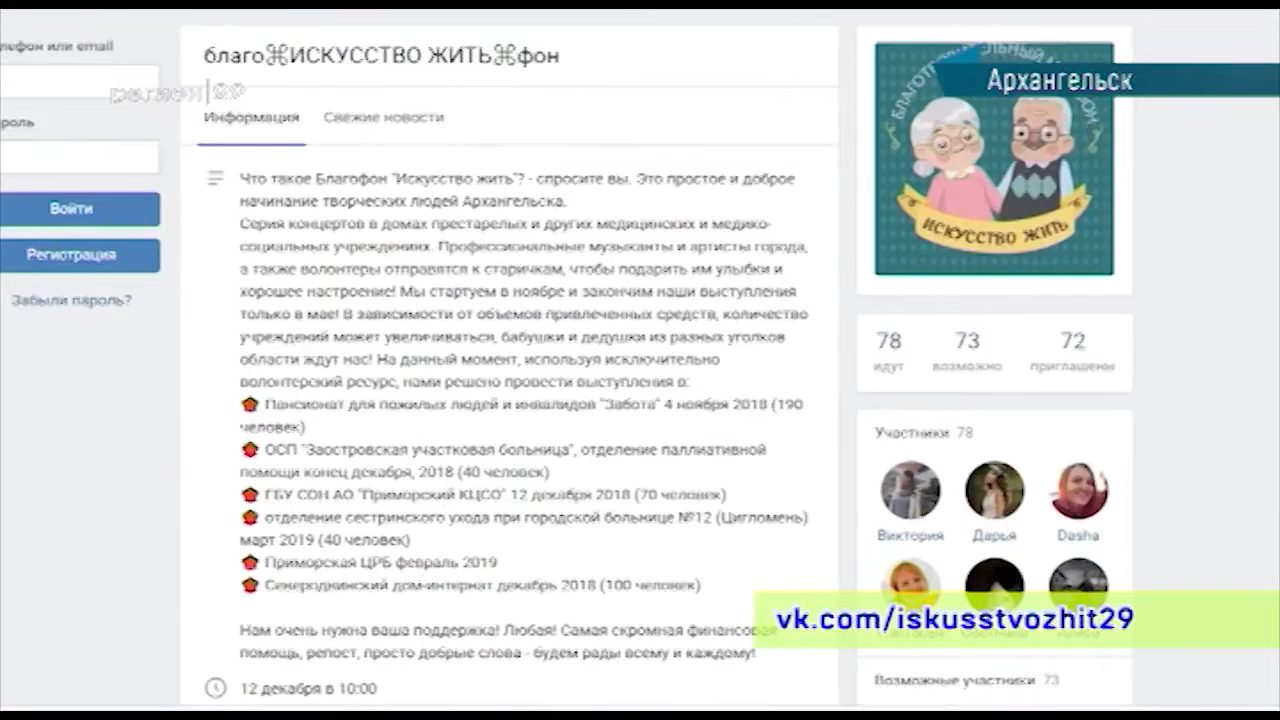 лефон или email
роль
Войти
Регистрация
Забыли пароль?
благо⌘ИСКУССТВО ЖИТЬ⌘фон
регион 29
Информация
Свежие новости
Что такое Благофон "Искусство жить"? - спросите вы. Это простое и доброе
начинание творческих людей Архангельска.
Серия концертов в домах престарелых и других медицинских и медико-
социальных учреждениях. Профессиональные музыканты и артисты города,
а также волонтеры отправятся к старичкам, чтобы подарить им улыбки и
хорошее настроение! Мы стартуем в ноябре и закончим наши выступления
только в мае! В зависимости от объемов привлеченных средств, количество
учреждений может увеличиваться, бабушки и дедушки из разных уголков
области ждут нас! На данный момент, используя исключительно
волонтерский ресурс, нами решено провести выступления в:
Пансионат для пожилых людей и инвалидов "Забота" 4 ноября 2018 (190
человек)
ОСП "Заостровская участковая больница", отделение паллиативной
помощи конец декабря, 2018 (40 человек)
ГБУ СОН АО "Приморский КЦСО" 12 декабря 2018 (70 человек)
отделение сестринского ухода при городской больнице №12 (Цигломень)
март 2019 (40 человек)
Приморская ЦРБ февраль 2019
Северодвинский дом-интернат декабрь 2018 (100 человек)
Нам очень нужна ваша поддержка! Любая! Самая скромная финансовая
помощь, репост, просто добрые слова - будем рады всему и каждому!
12 декабря в 10:00
Архангельск
ИСКУССТВО ЖИТЬ
78 73 72
идут возможно приглашены
Участники 78
Виктория Дарья Dasha
vk.com/iskusstvozhit29
Возможные участники 73